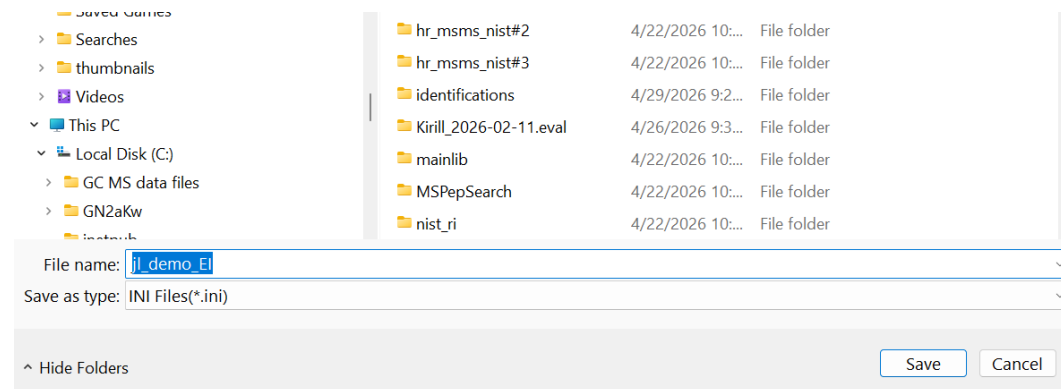 Saved Games
Searches
thumbnails
Videos
This PC
Local Disk (C:)
GC MS data files
GN2aKw
inetpub
hr_msms_nist#2 4/22/2026 10:... File folder
hr_msms_nist#3 4/22/2026 10:... File folder
identifications 4/29/2026 9:2... File folder
Kirill_2026-02-11.eval 4/26/2026 9:3... File folder
mainlib 4/22/2026 10:... File folder
MSPepSearch 4/22/2026 10:... File folder
nist_ri 4/22/2026 10:... File folder
File name: jl_demo_EI
Save as type: INI Files(*.ini)
Hide Folders
Save
Cancel